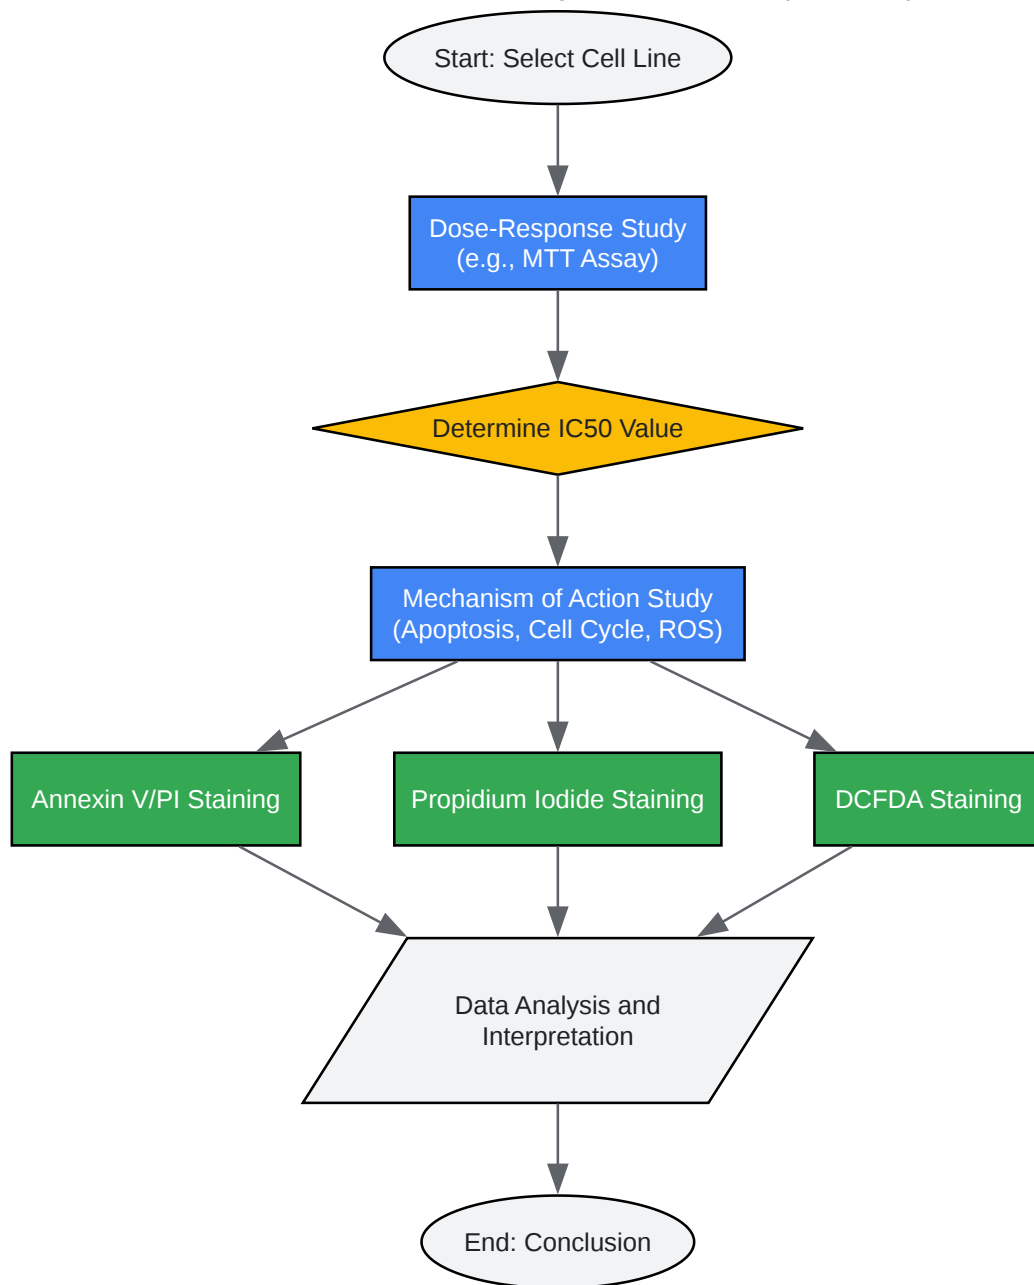 Start: Select Cell Line
Dose-Response Study
(e.g., MTT Assay)
Determine IC50 Value
Mechanism of Action Study
(Apoptosis, Cell Cycle, ROS)
Annexin V/PI Staining
Propidium Iodide Staining
DCFDA Staining
Data Analysis and
Interpretation
End: Conclusion